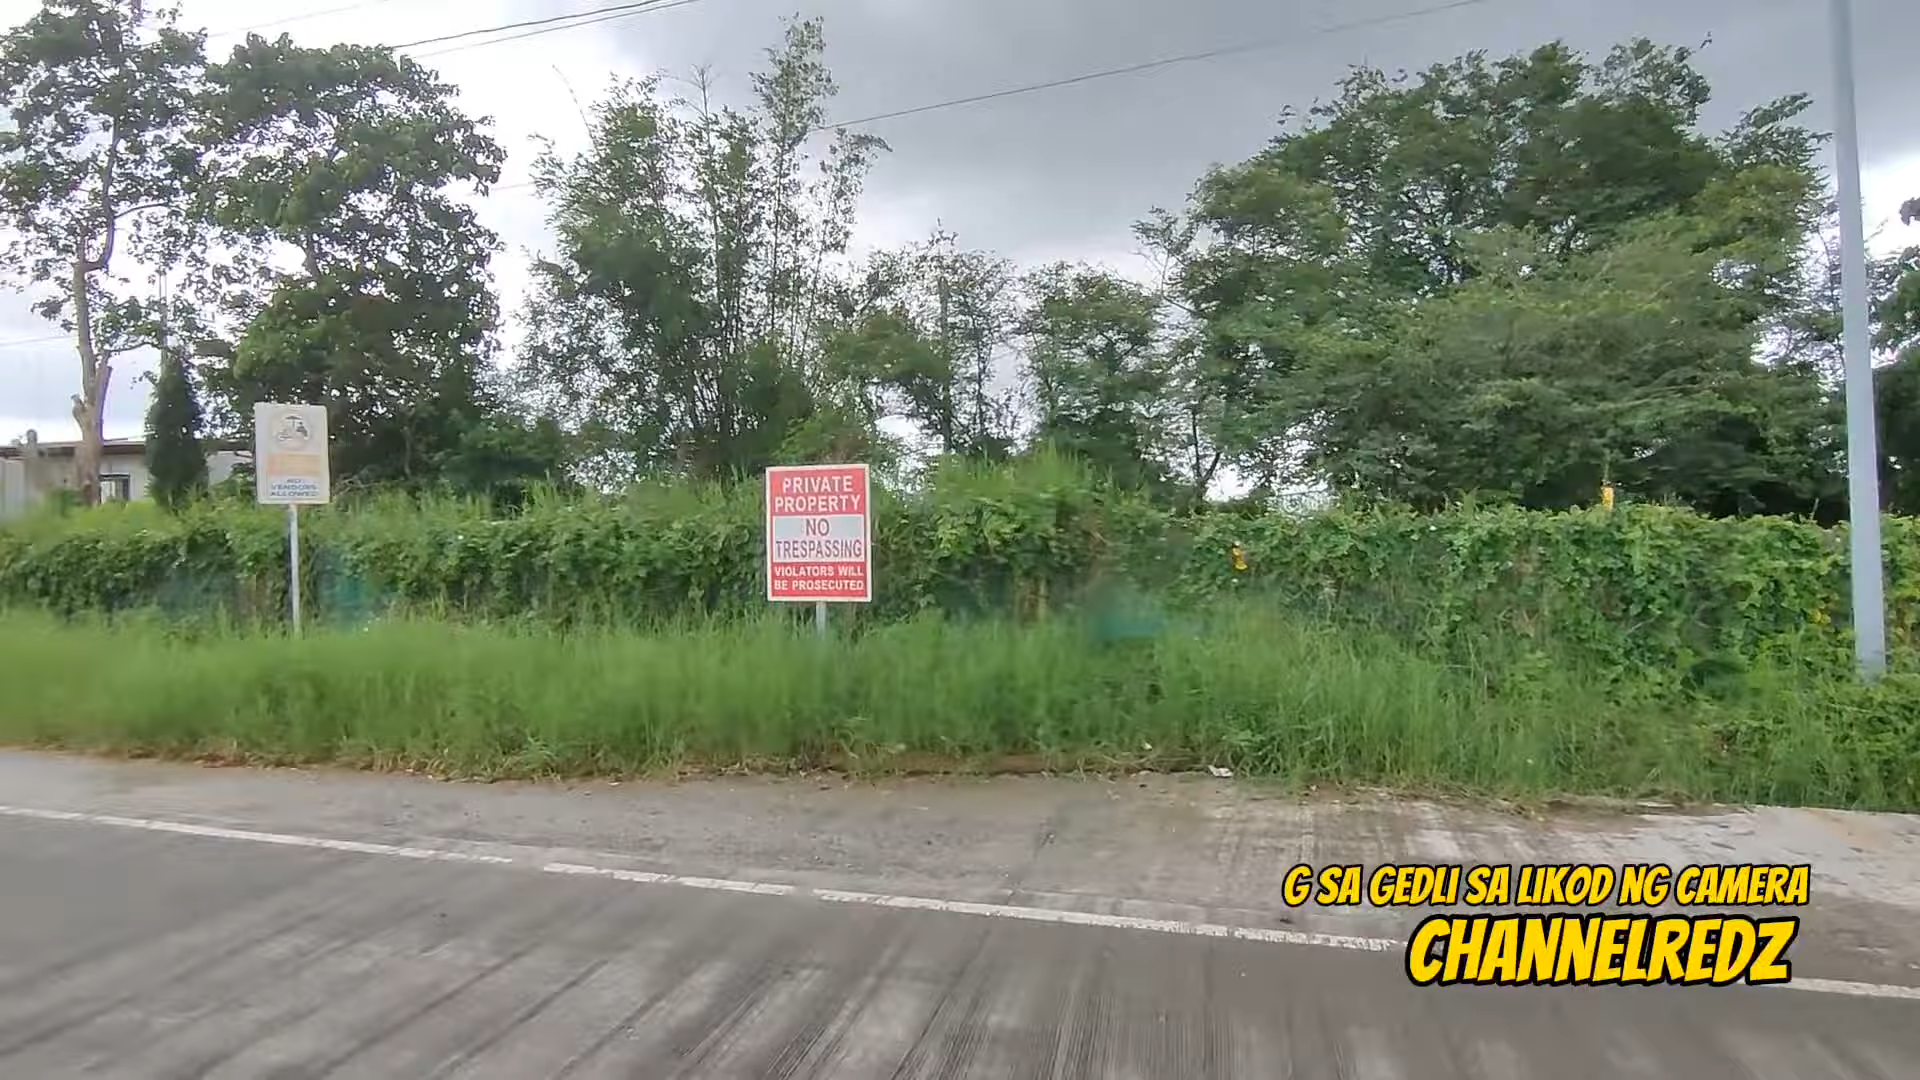 NO
VENDORS
ALLOWED
PRIVATE
PROPERTY
NO
TRESPASSING
VIOLATORS WILL
BE PROSECUTED
G SA GEDLI SA LIKOD NG CAMERA
CHANNELREDZ